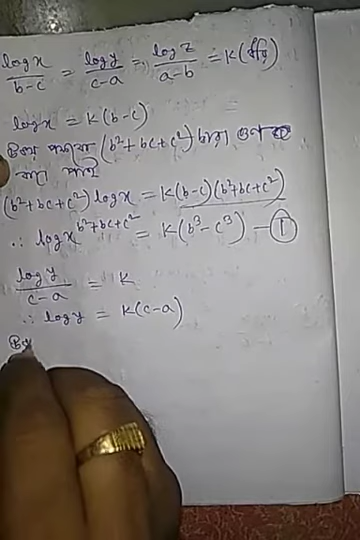 log x / b-c = log y / c-a = log z / a-b = K (ধরি)
log x = K(b-c)
উভয় পক্ষকে (b²+bc+c²) দ্বারা গুণ
করে পাই
(b²+bc+c²) log x = K(b-c)(b²+bc+c²)
∴ log x^(b²+bc+c²) = K(b³-c³) — ①
log y / c-a = K
∴ log y = K(c-a)